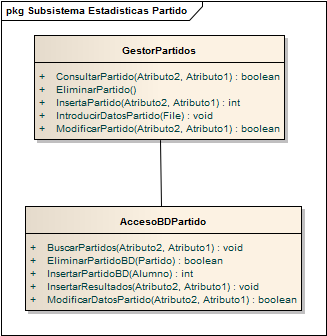 pkg Subsistema Estadisticas Partido
GestorPartidos
+ ConsultarPartido(Atributo2, Atributo1) : boolean
+ EliminarPartido()
+ InsertaPartido(Atributo2, Atributo1) : int
+ IntroducirDatosPartido(File) : void
+ ModificarPartido(Atributo2, Atributo1) : boolean
AccesoBDPartido
+ BuscarPartidos(Atributo2, Atributo1) : void
+ EliminarPartidoBD(Partido) : boolean
+ InsertarPartidoBD(Alumno) : int
+ InsertarResultados(Atributo2, Atributo1) : void
+ ModificarDatosPartido(Atributo2, Atributo1) : boolean